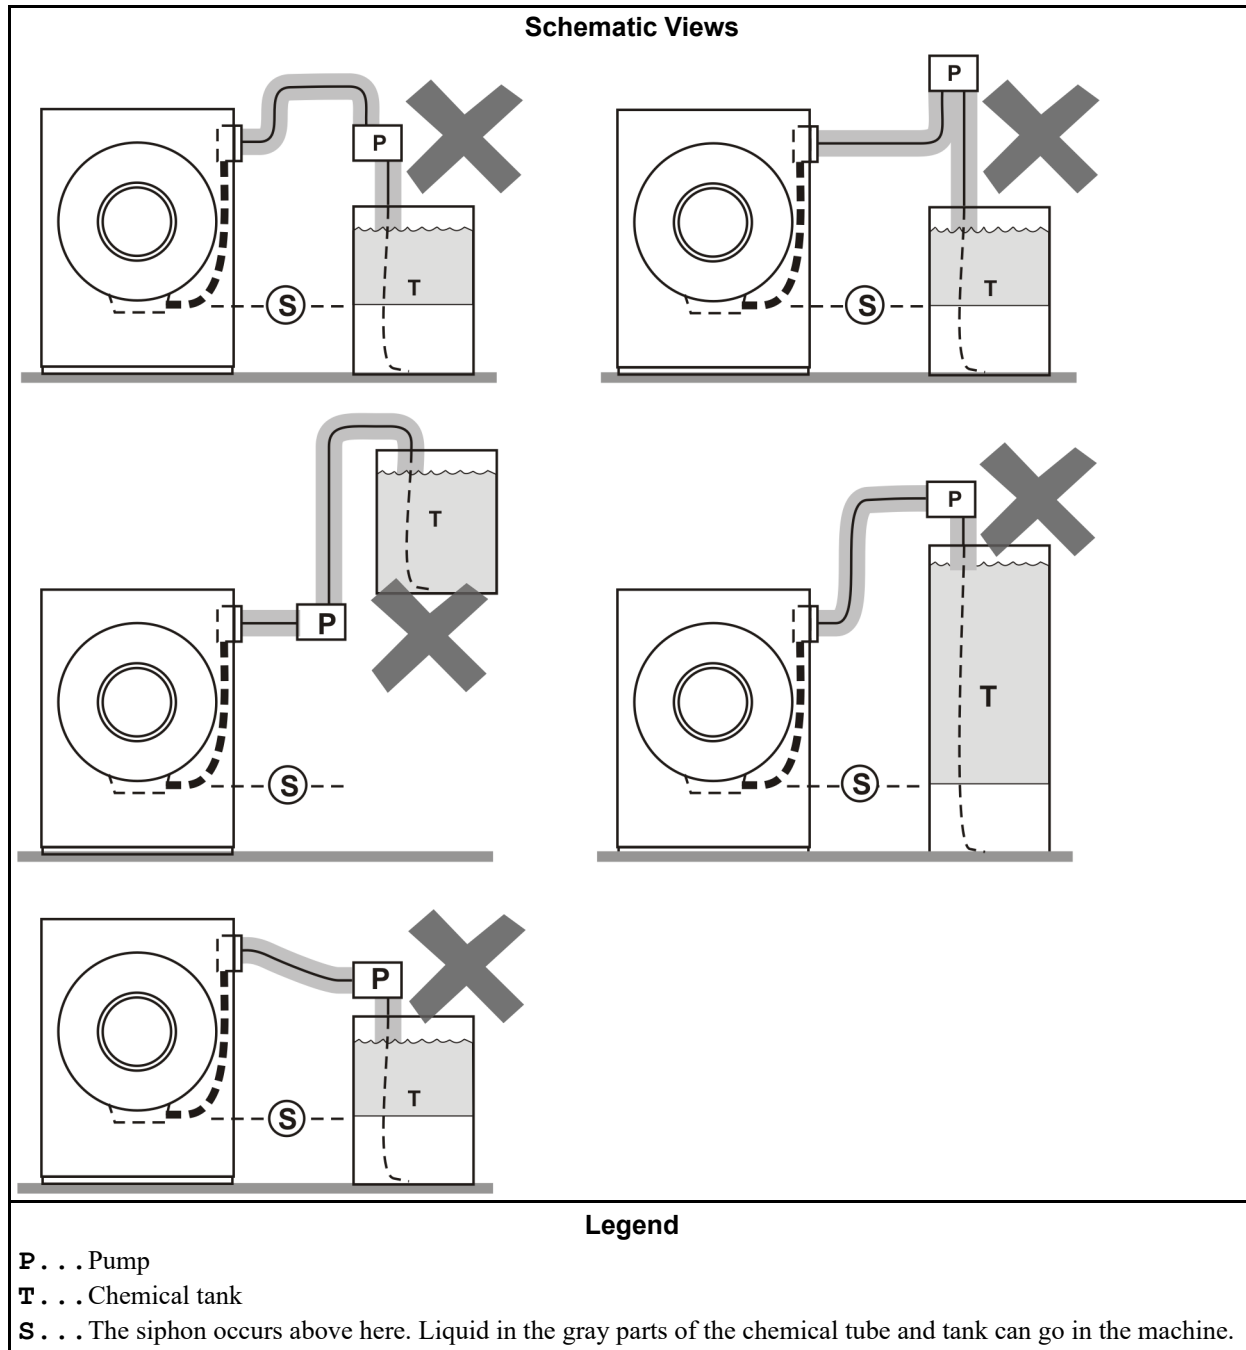 Schematic Views
P
P
T
S
T
S
T
P
P
T
S
S
P
T
S
Legend
P...Pump
T...Chemical tank
S...The siphon occurs above here. Liquid in the gray parts of the chemical tube and tank can go in the machine.